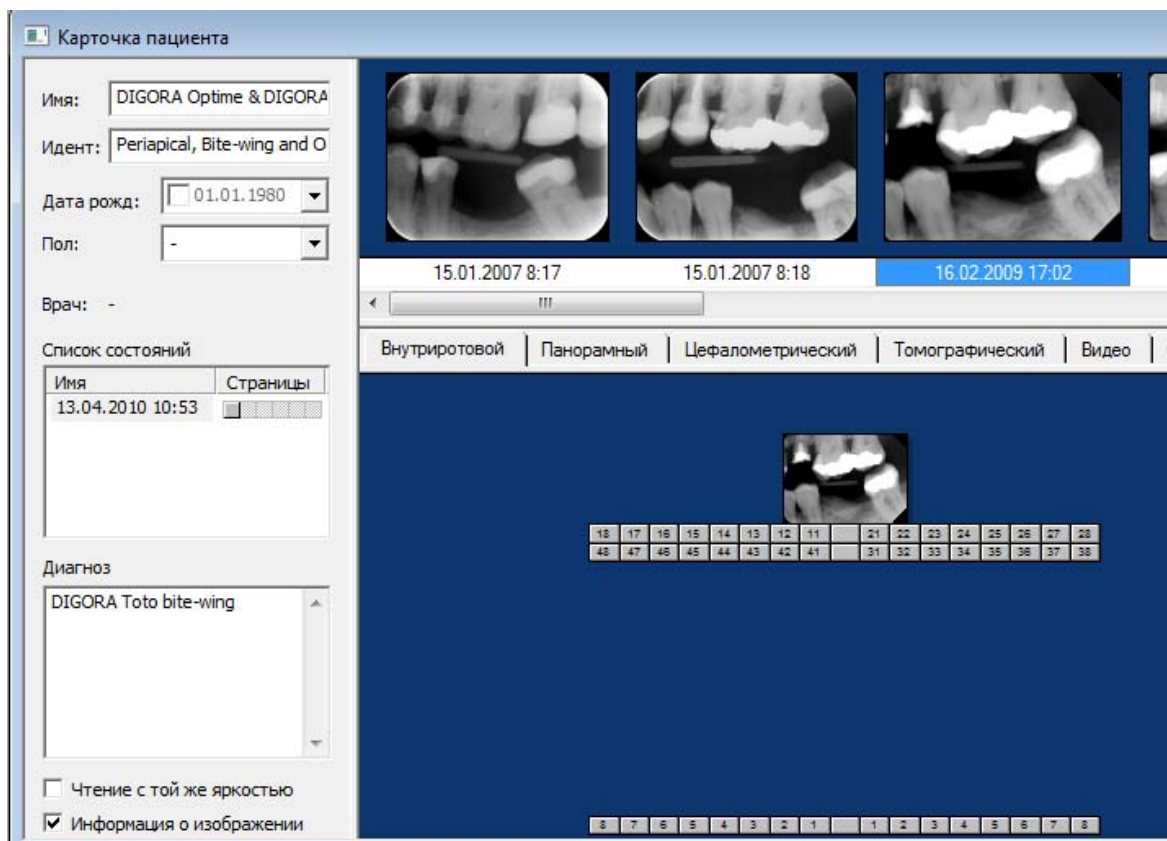 Карточка пациента
Имя: DIGORA Optime & DIGORA
Идент: Periapical, Bite-wing and O
Дата рожд: 01.01.1980
Пол: -
Врач: -
Список состояний
Имя Страницы
13.04.2010 10:53
Диагноз
DIGORA Toto bite-wing
Чтение с той же яркостью
Информация о изображении
15.01.2007 8:17 15.01.2007 8:18 16.02.2009 17:02
Внутриротовой Панорамный Цефалометрический Томографический Видео
18 17 16 15 14 13 12 11 21 22 23 24 25 26 27 28
48 47 46 45 44 43 42 41 31 32 33 34 35 36 37 38
8 7 6 5 4 3 2 1 1 2 3 4 5 6 7 8